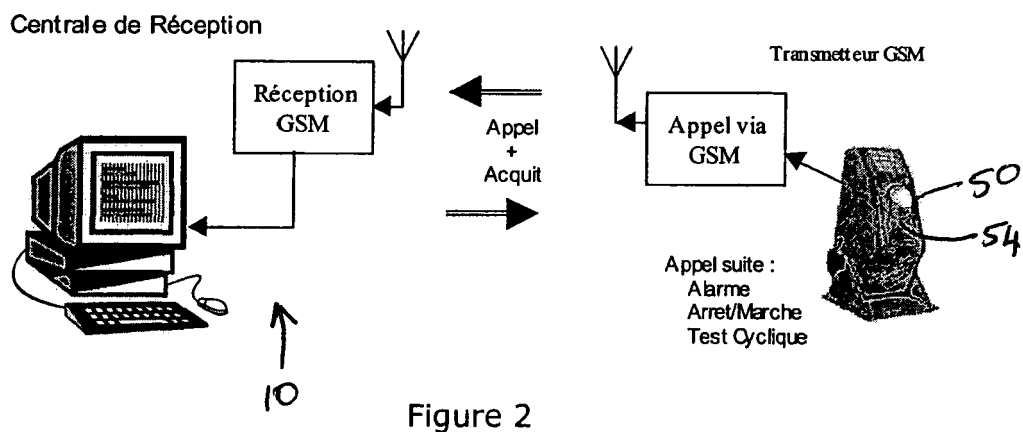 Centrale de Réception
Transmetteur GSM
Réception
GSM
Appel
+
Acquit
Appel via
GSM
50
54
Appel suite :
Alarme
Arret/Marche
Test Cyclique
10
Figure 2